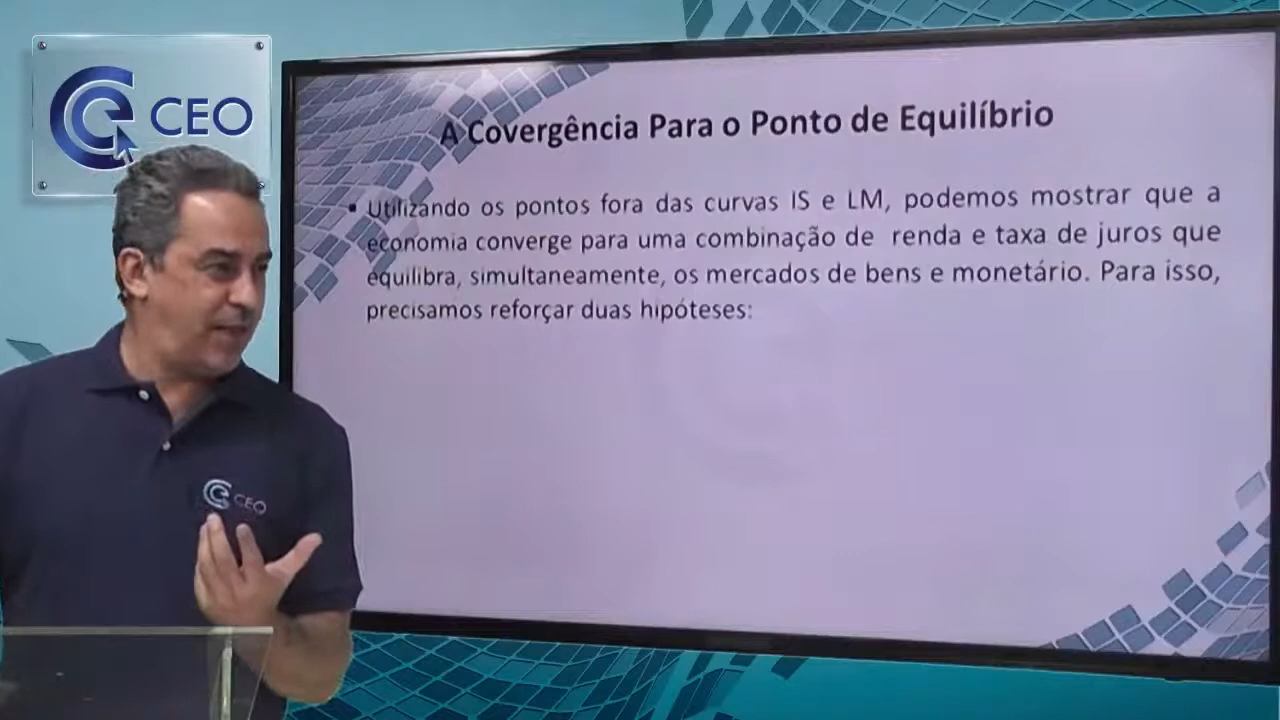 CEO
A Covergência Para o Ponto de Equilíbrio
▪ Utilizando os pontos fora das curvas IS e LM, podemos mostrar que a
economia converge para uma combinação de renda e taxa de juros que
equilibra, simultaneamente, os mercados de bens e monetário. Para isso,
precisamos reforçar duas hipóteses:
CEO